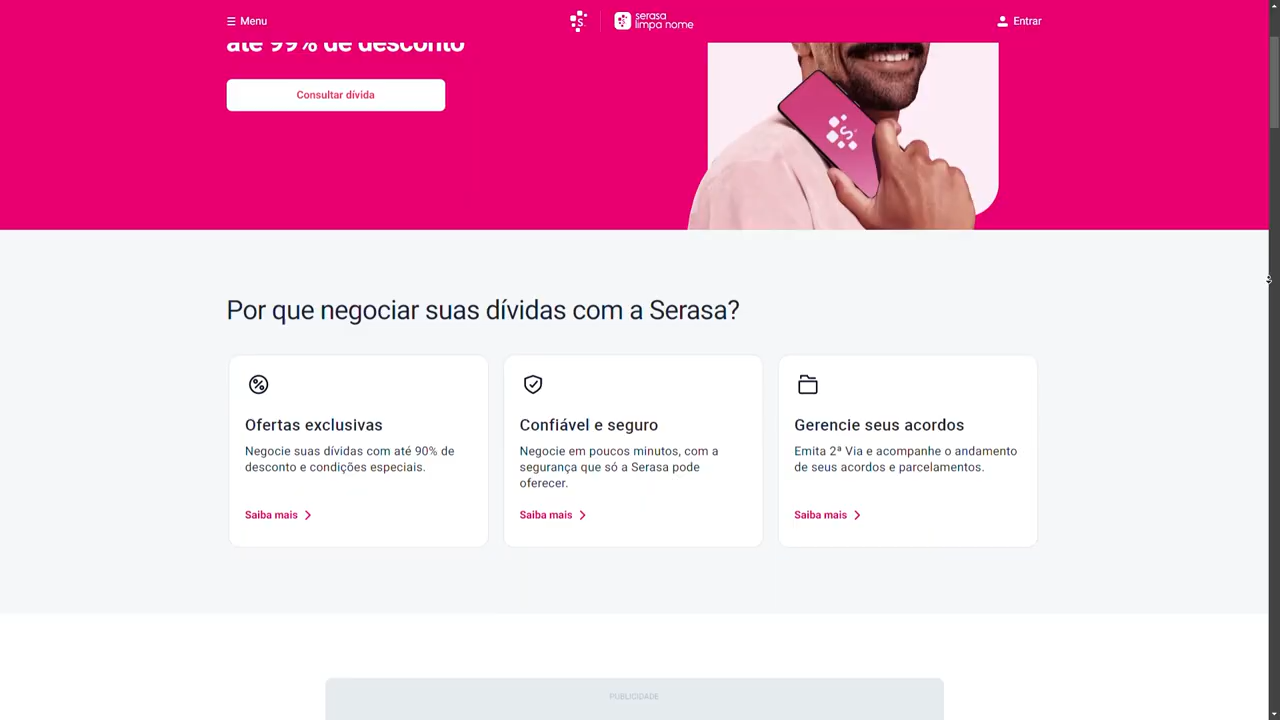 Menu
serasa
limpa nome
Entrar
até 99% de desconto
Consultar dívida
S
Por que negociar suas dívidas com a Serasa?
Ofertas exclusivas
Negocie suas dívidas com até 90% de
desconto e condições especiais.
Saiba mais
Confiável e seguro
Negocie em poucos minutos, com a
segurança que só a Serasa pode
oferecer.
Saiba mais
Gerencie seus acordos
Emita 2ª Via e acompanhe o andamento
de seus acordos e parcelamentos.
Saiba mais
PUBLICIDADE